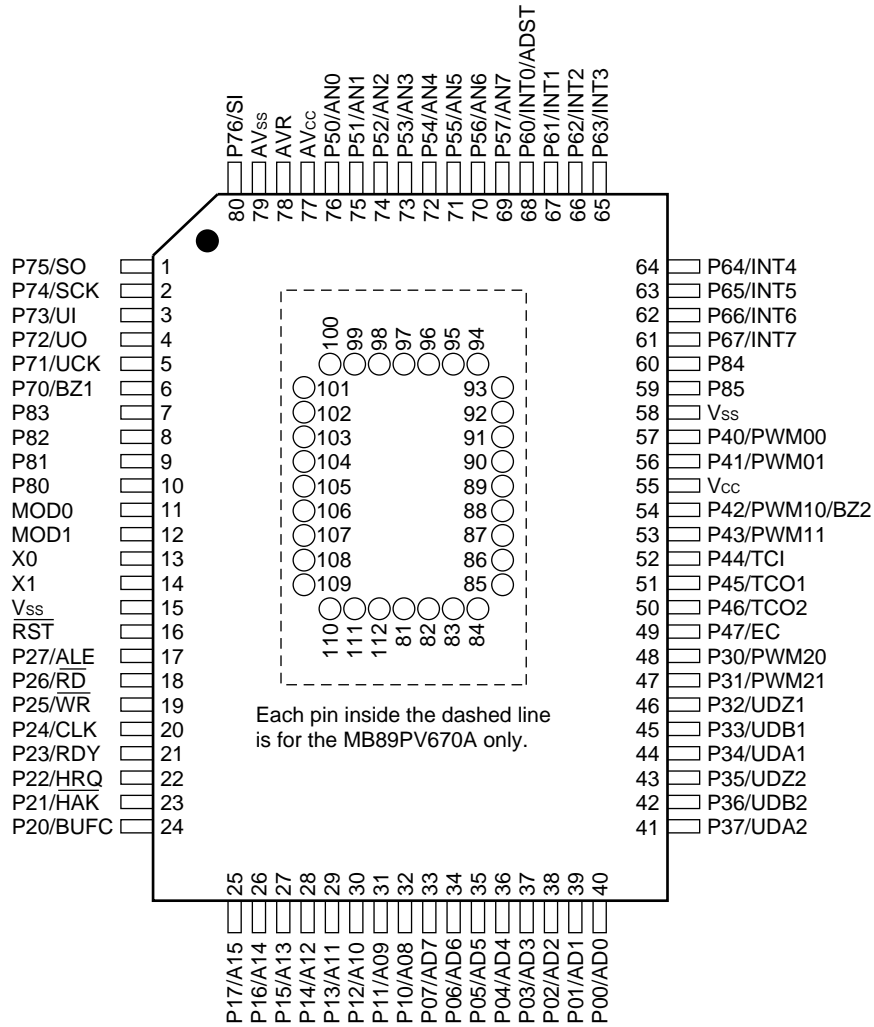 P76/SI
AVss
AVR
AVcc
P50/AN0
P51/AN1
P52/AN2
P53/AN3
P54/AN4
P55/AN5
P56/AN6
P57/AN7
P60/INT0/ADST
P61/INT1
P62/INT2
P63/INT3
80 79 78 77 76 75 74 73 72 71 70 69 68 67 66 65
P75/SO 1
P74/SCK 2
P73/UI 3
P72/UO 4
P71/UCK 5
P70/BZ1 6
P83 7
P82 8
P81 9
P80 10
MOD0 11
MOD1 12
X0 13
X1 14
Vss 15
RST 16
P27/ALE 17
P26/RD 18
P25/WR 19
P24/CLK 20
P23/RDY 21
P22/HRQ 22
P21/HAK 23
P20/BUFC 24
100 99 98 97 96 95 94
101 93
102 92
103 91
104 90
105 89
106 88
107 87
108 86
109 85
110 111 112 81 82 83 84
Each pin inside the dashed line
is for the MB89PV670A only.
64 P64/INT4
63 P65/INT5
62 P66/INT6
61 P67/INT7
60 P84
59 P85
58 Vss
57 P40/PWM00
56 P41/PWM01
55 Vcc
54 P42/PWM10/BZ2
53 P43/PWM11
52 P44/TCI
51 P45/TCO1
50 P46/TCO2
49 P47/EC
48 P30/PWM20
47 P31/PWM21
46 P32/UDZ1
45 P33/UDB1
44 P34/UDA1
43 P35/UDZ2
42 P36/UDB2
41 P37/UDA2
25 26 27 28 29 30 31 32 33 34 35 36 37 38 39 40
P17/A15
P16/A14
P15/A13
P14/A12
P13/A11
P12/A10
P11/A09
P10/A08
P07/AD7
P06/AD6
P05/AD5
P04/AD4
P03/AD3
P02/AD2
P01/AD1
P00/AD0